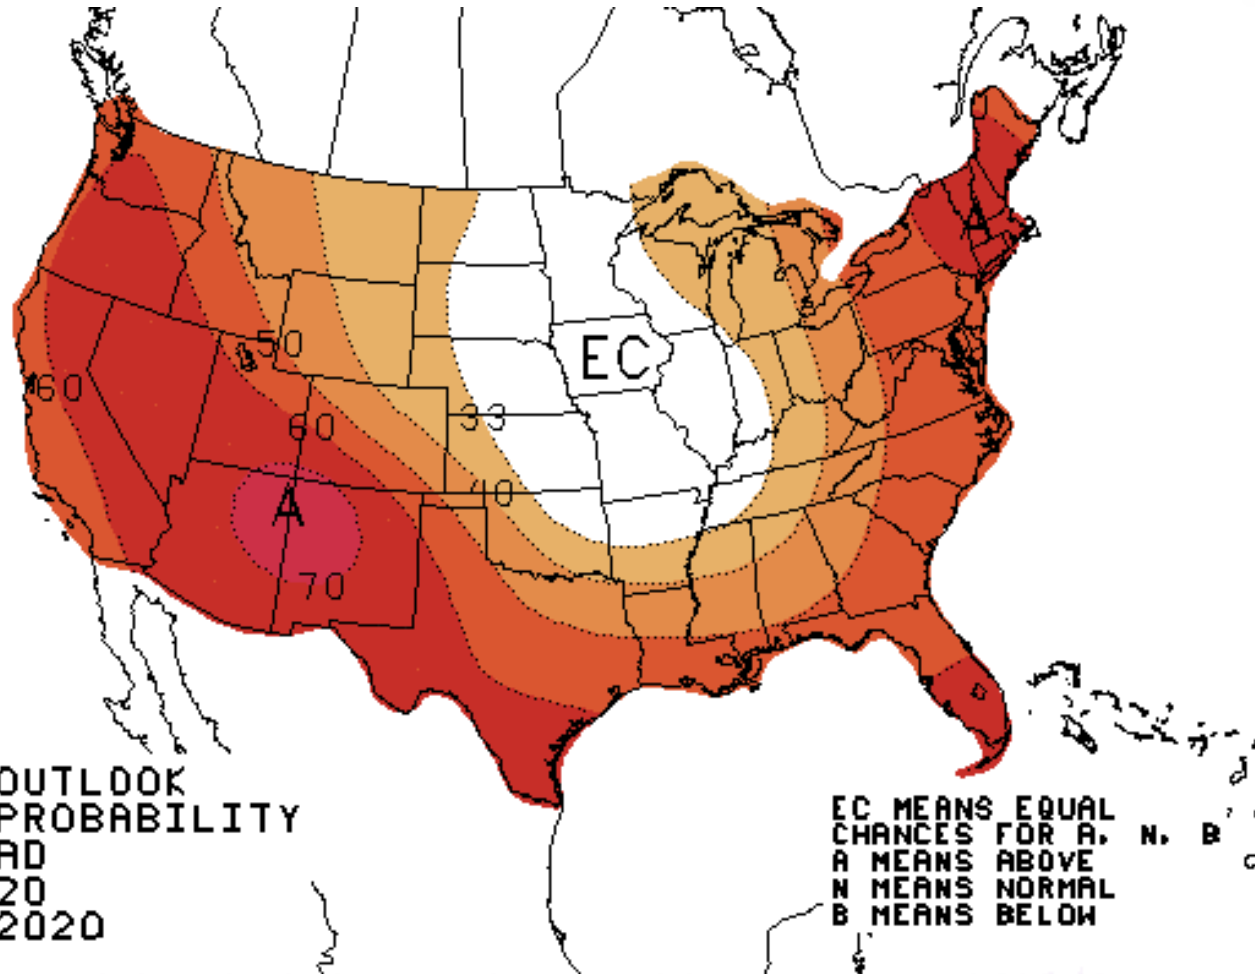 A
50
EC
60
33
60
40
A
70
OUTLOOK
PROBABILITY
AD
20
2020
EC MEANS EQUAL
CHANCES FOR A, N, B
A MEANS ABOVE
N MEANS NORMAL
B MEANS BELOW